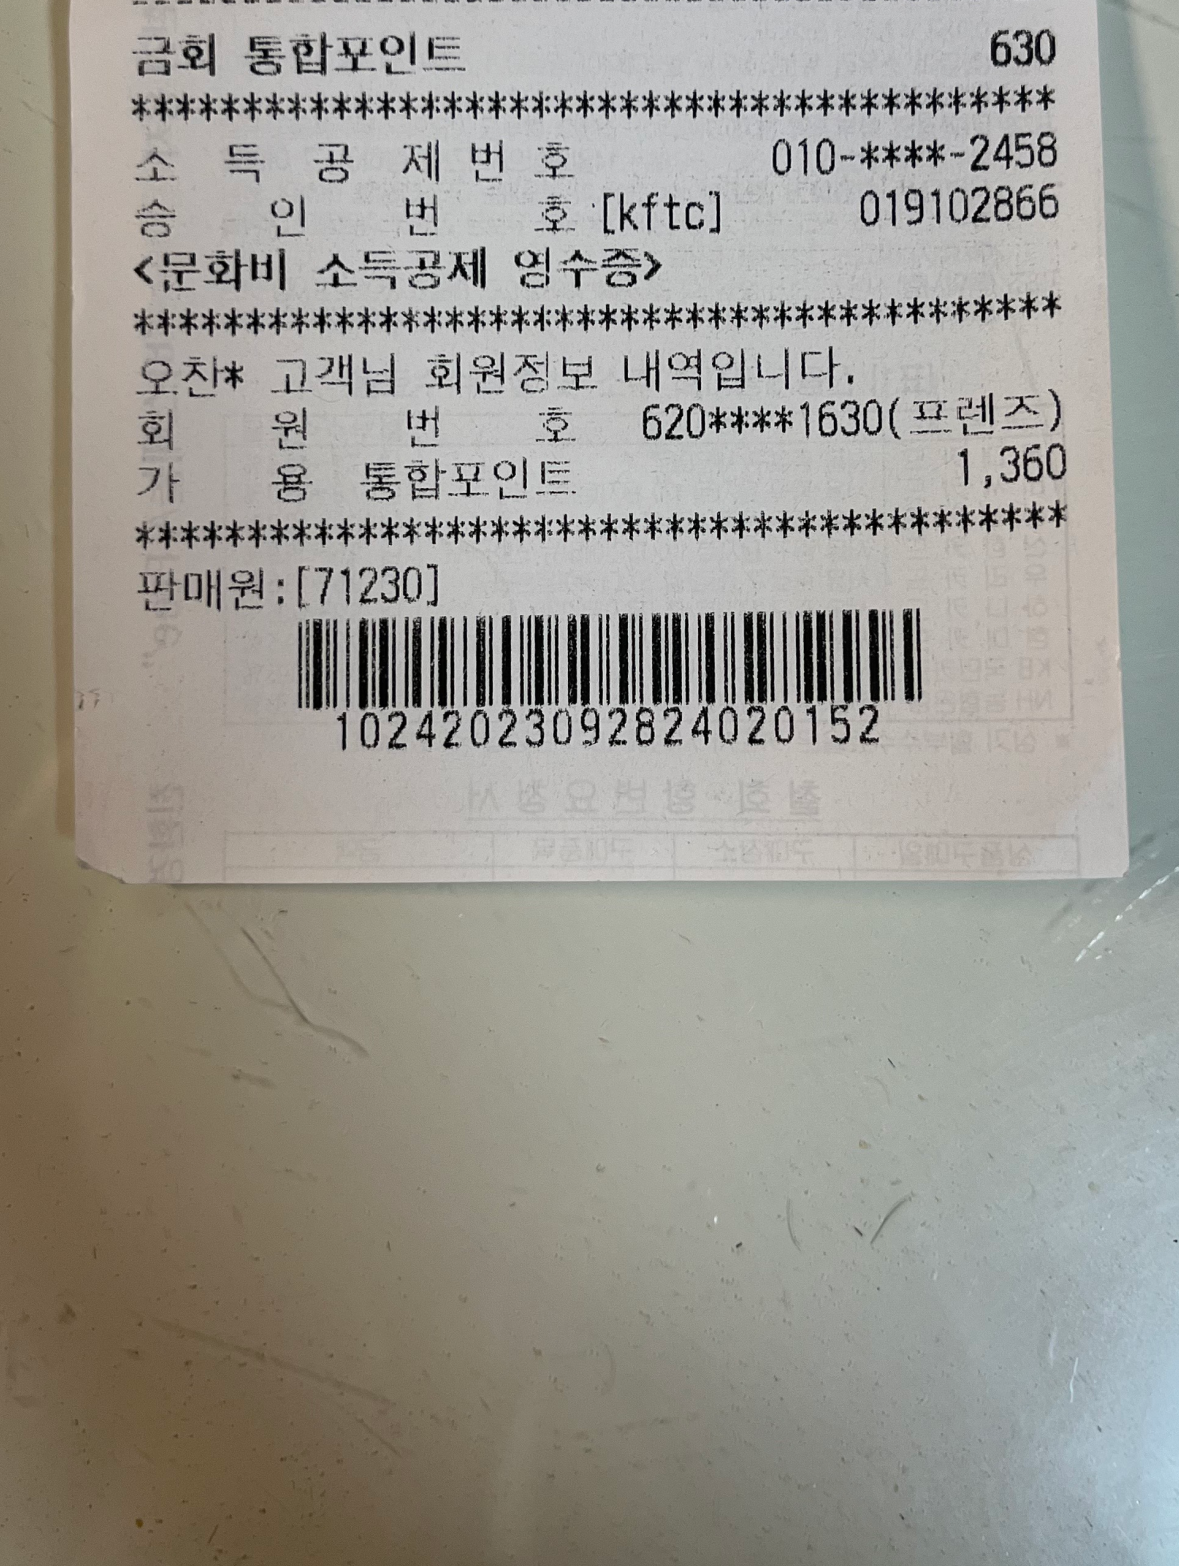 금회 통합포인트 630
******************************************
소 득 공 제 번 호 010-****-2458
승 인 번 호 [kftc] 019102866
<문화비 소득공제 영수증>
******************************************
오찬* 고객님 회원정보 내역입니다.
회 원 번 호 620****1630(프렌즈)
가 용 통합포인트 1,360
******************************************
판매원:[71230]
10242023092824020152